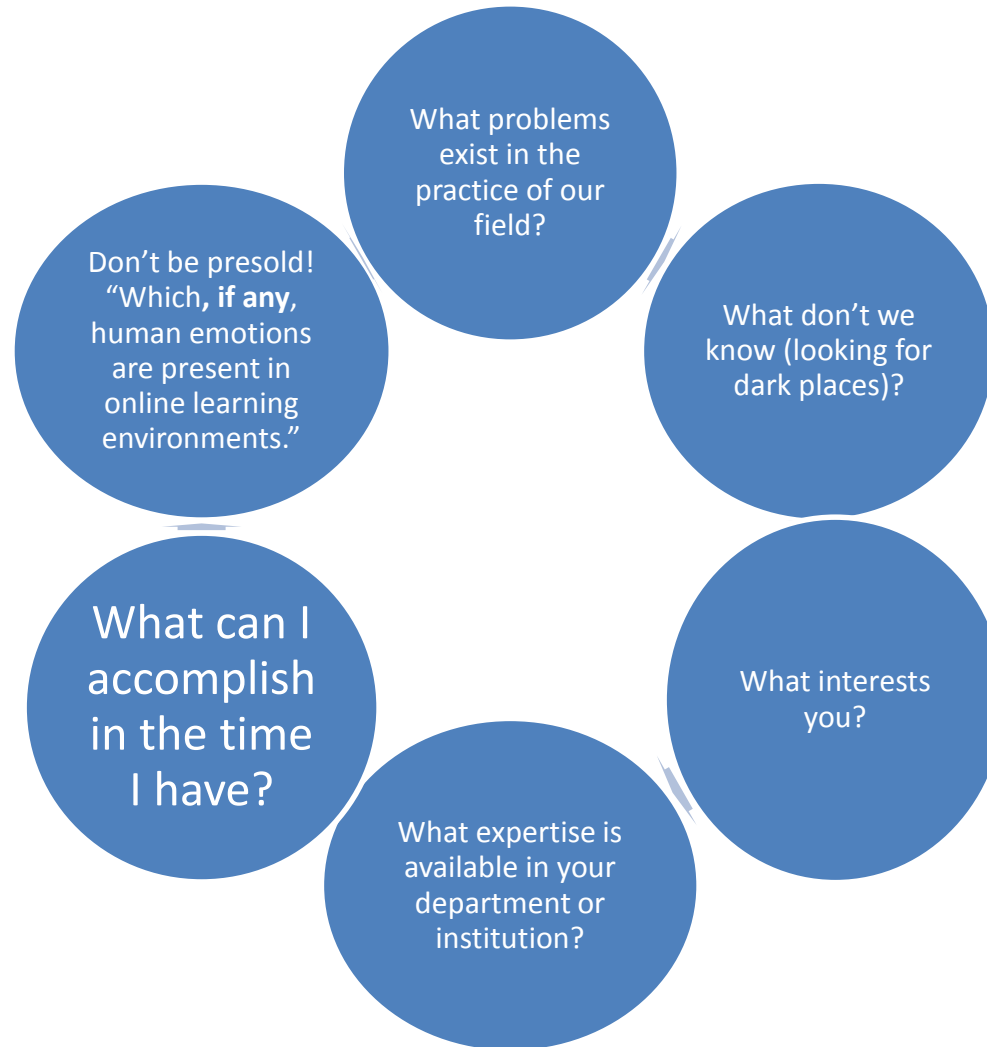 What problems
exist in the
practice of our
field?
What don’t we
know (looking for
dark places)?
What interests
you?
What expertise is
available in your
department or
institution?
What can I
accomplish
in the time
I have?
Don’t be presold!
“Which, if any,
human emotions
are present in
online learning
environments.”